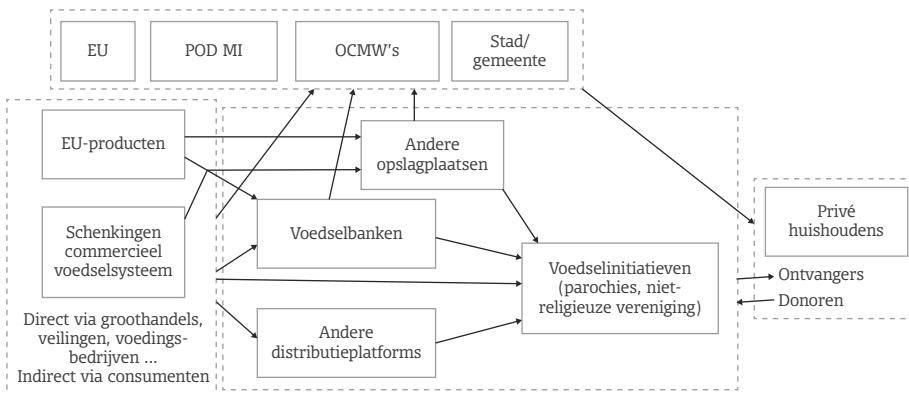 EU
POD MI
OCMW's
Stad/
gemeente
EU-producten
Andere
opslagplaatsen
Schenkingen
commercieel
voedselsysteem
Voedselbanken
Privé
huishoudens
Voedselinitiatieven
(parochies, niet-
religieuze vereniging)
Ontvangers
Donoren
Direct via groothandels,
veilingen, voedings-
bedrijven ...
Indirect via consumenten
Andere
distributieplatforms